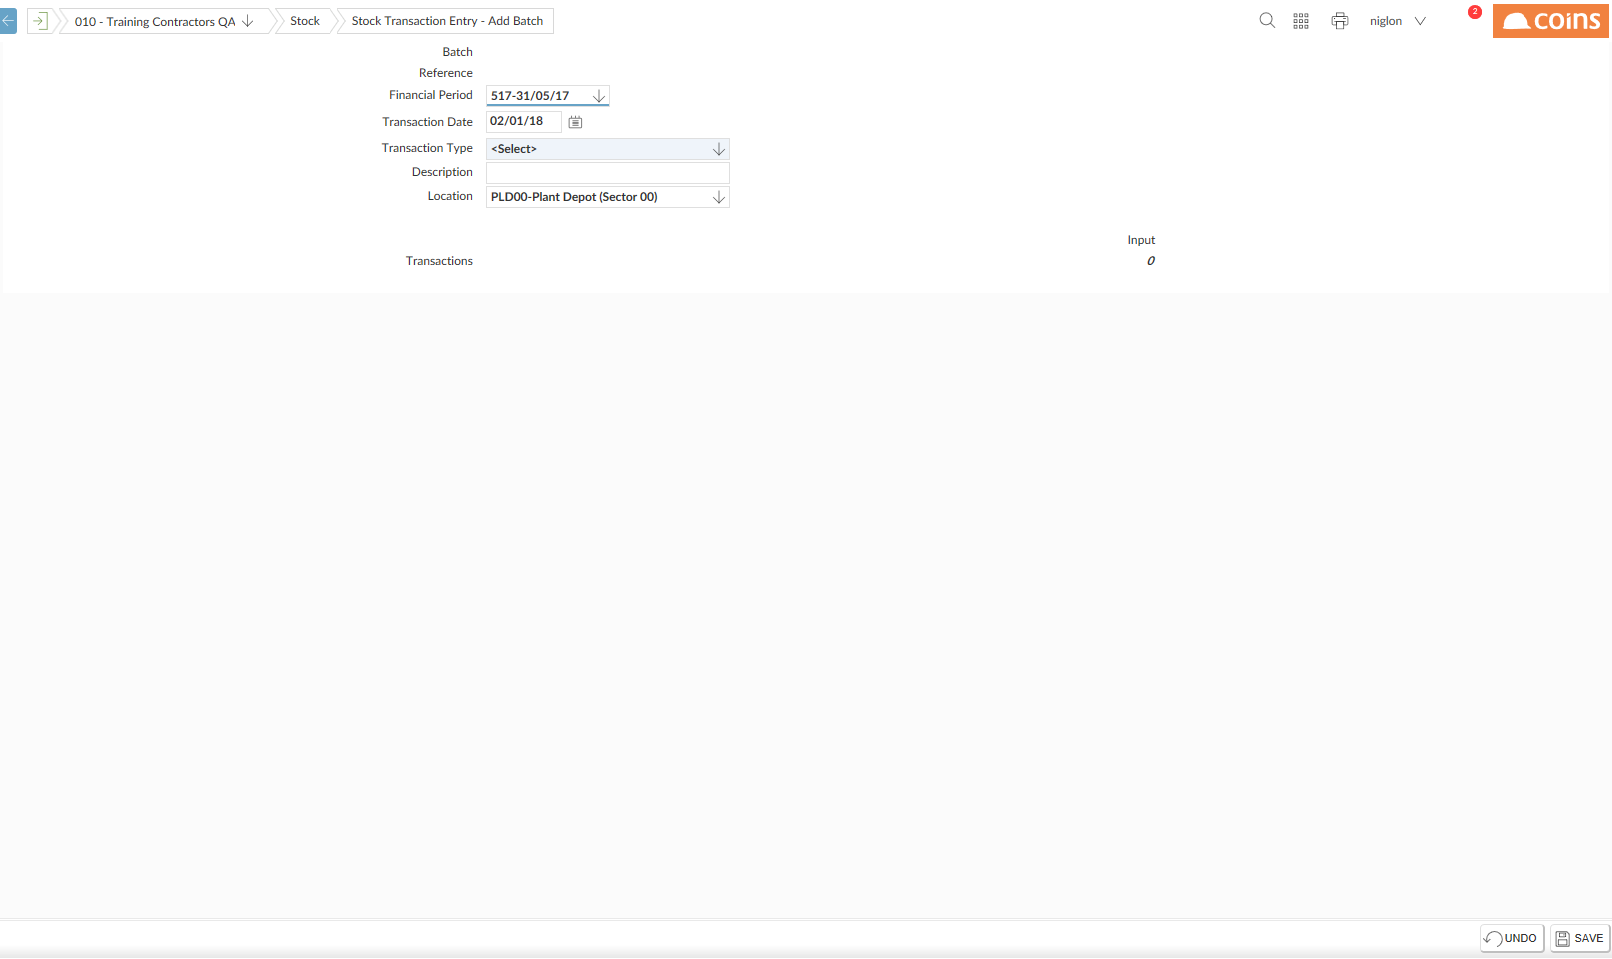 010 - Training Contractors QA
Stock
Stock Transaction Entry - Add Batch
niglon
2
coins
Batch
Reference
Financial Period 517-31/05/17
Transaction Date 02/01/18
Transaction Type <Select>
Description
Location PLD00-Plant Depot (Sector 00)
Input
Transactions 0
UNDO
SAVE